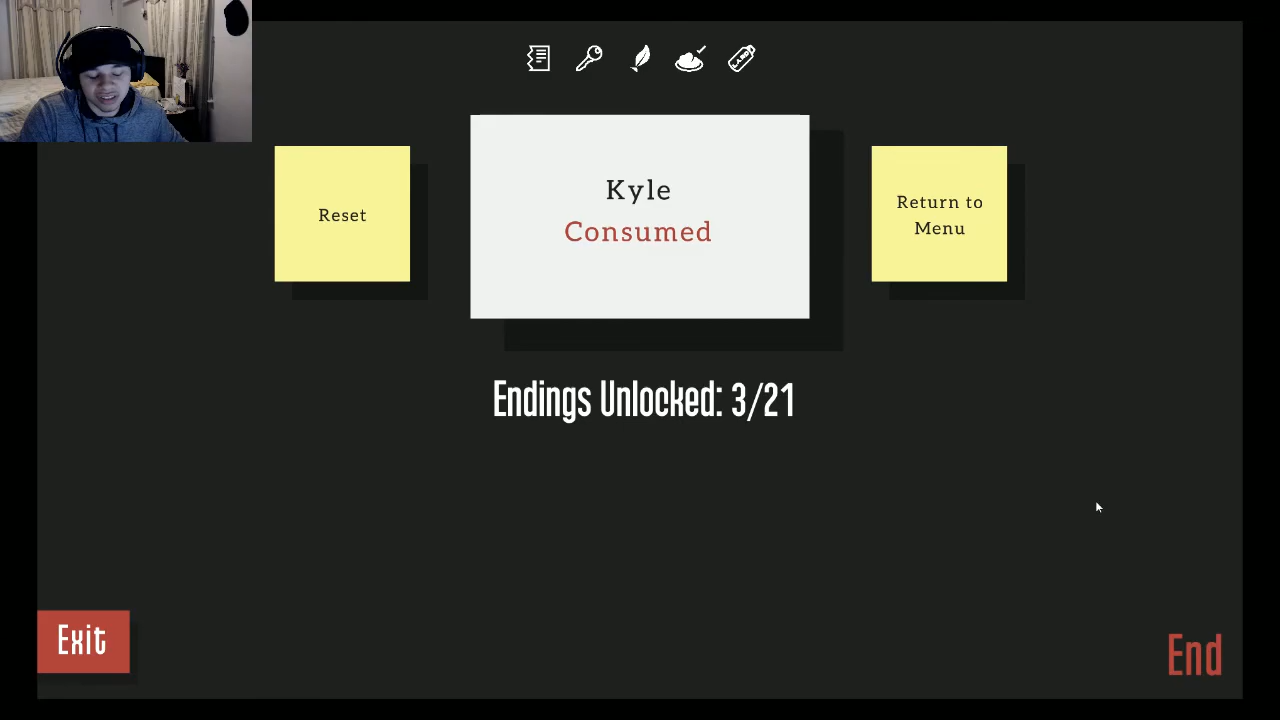 Reset
Kyle
Consumed
Return to
Menu
Endings Unlocked: 3/21
Exit
End